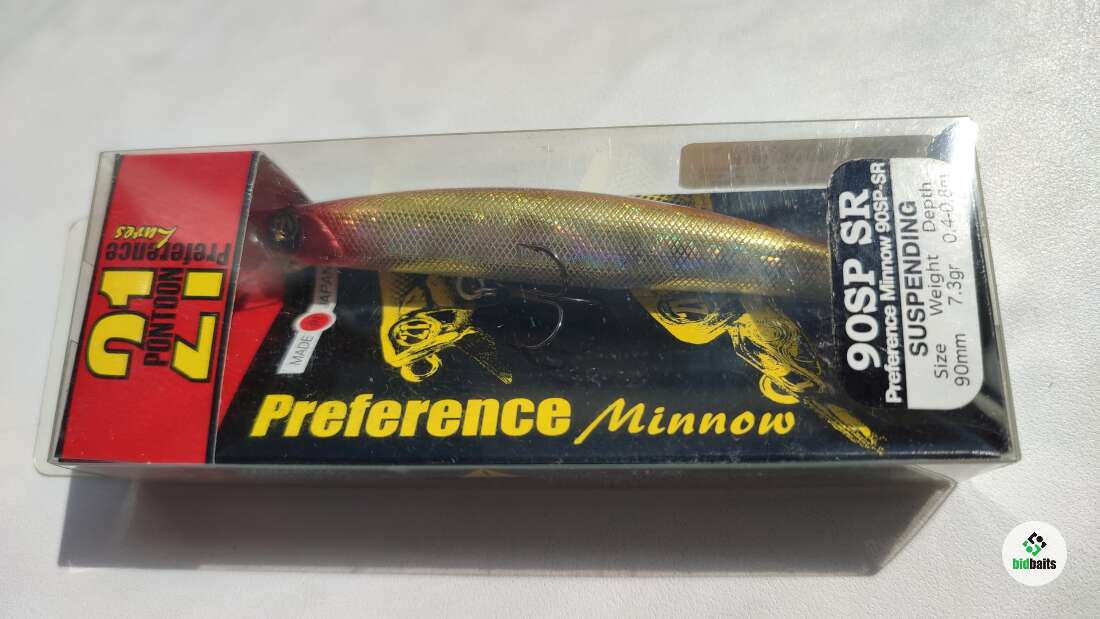 Preference
Lures
21
PONTOON
MADE JAPAN
Preference Minnow
90SP SR
Preference Minnow 90SP-SR
SUSPENDING
Size Weight Depth
90mm 7.3gr 0.4-0.8m
bidbaits